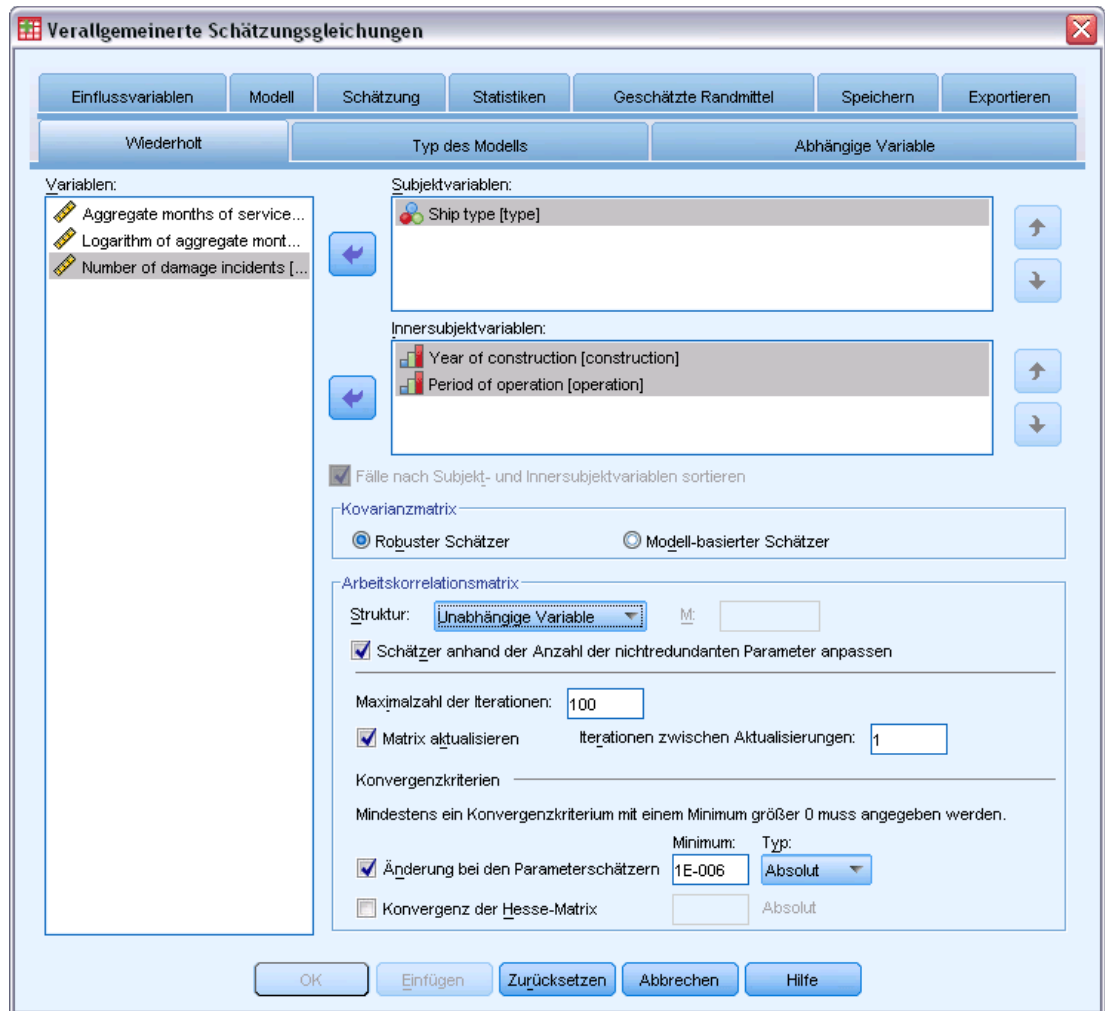 Verallgemeinerte Schätzungsgleichungen
Einflussvariablen Modell Schätzung Statistiken Geschätzte Randmittel Speichern Exportieren
Wiederholt Typ des Modells Abhängige Variable
Variablen:
Aggregate months of service...
Logarithm of aggregate mont...
Number of damage incidents [...
Subjektvariablen:
Ship type [type]
Innersubjektvariablen:
Year of construction [construction]
Period of operation [operation]
Fälle nach Subjekt- und Innersubjektvariablen sortieren
Kovarianzmatrix
Robuster Schätzer Modell-basierter Schätzer
Arbeitskorrelationsmatrix
Struktur: Unabhängige Variable M:
Schätzer anhand der Anzahl der nichtredundanten Parameter anpassen
Maximalzahl der Iterationen: 100
Matrix aktualisieren Iterationen zwischen Aktualisierungen: 1
Konvergenzkriterien
Mindestens ein Konvergenzkriterium mit einem Minimum größer 0 muss angegeben werden.
Minimum: Typ:
Änderung bei den Parameterschätzern 1E-006 Absolut
Konvergenz der Hesse-Matrix Absolut
OK Einfügen Zurücksetzen Abbrechen Hilfe